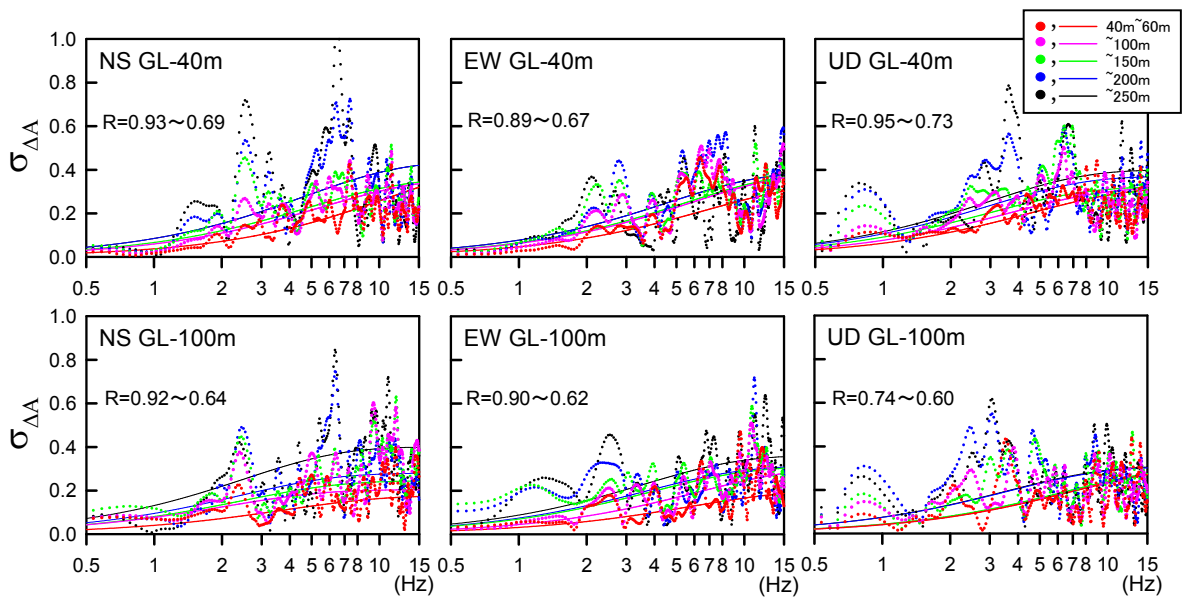 NS GL-40m
R=0.93~0.69
EW GL-40m
R=0.89~0.67
UD GL-40m
R=0.95~0.73
, 40m~60m
, ~100m
, ~150m
, ~200m
, ~250m
σΔA
1.0
0.8
0.6
0.4
0.2
0.0
0.5 1 2 3 4 5 6 7 8 10 15
0.5 1 2 3 4 5 6 7 8 10 15
0.5 1 2 3 4 5 6 7 8 10 15
NS GL-100m
R=0.92~0.64
EW GL-100m
R=0.90~0.62
UD GL-100m
R=0.74~0.60
σΔA
1.0
0.8
0.6
0.4
0.2
0.0
0.5 1 2 3 4 5 6 7 8 10 15
(Hz)
0.5 1 2 3 4 5 6 7 8 10 15
(Hz)
0.5 1 2 3 4 5 6 7 8 10 15
(Hz)